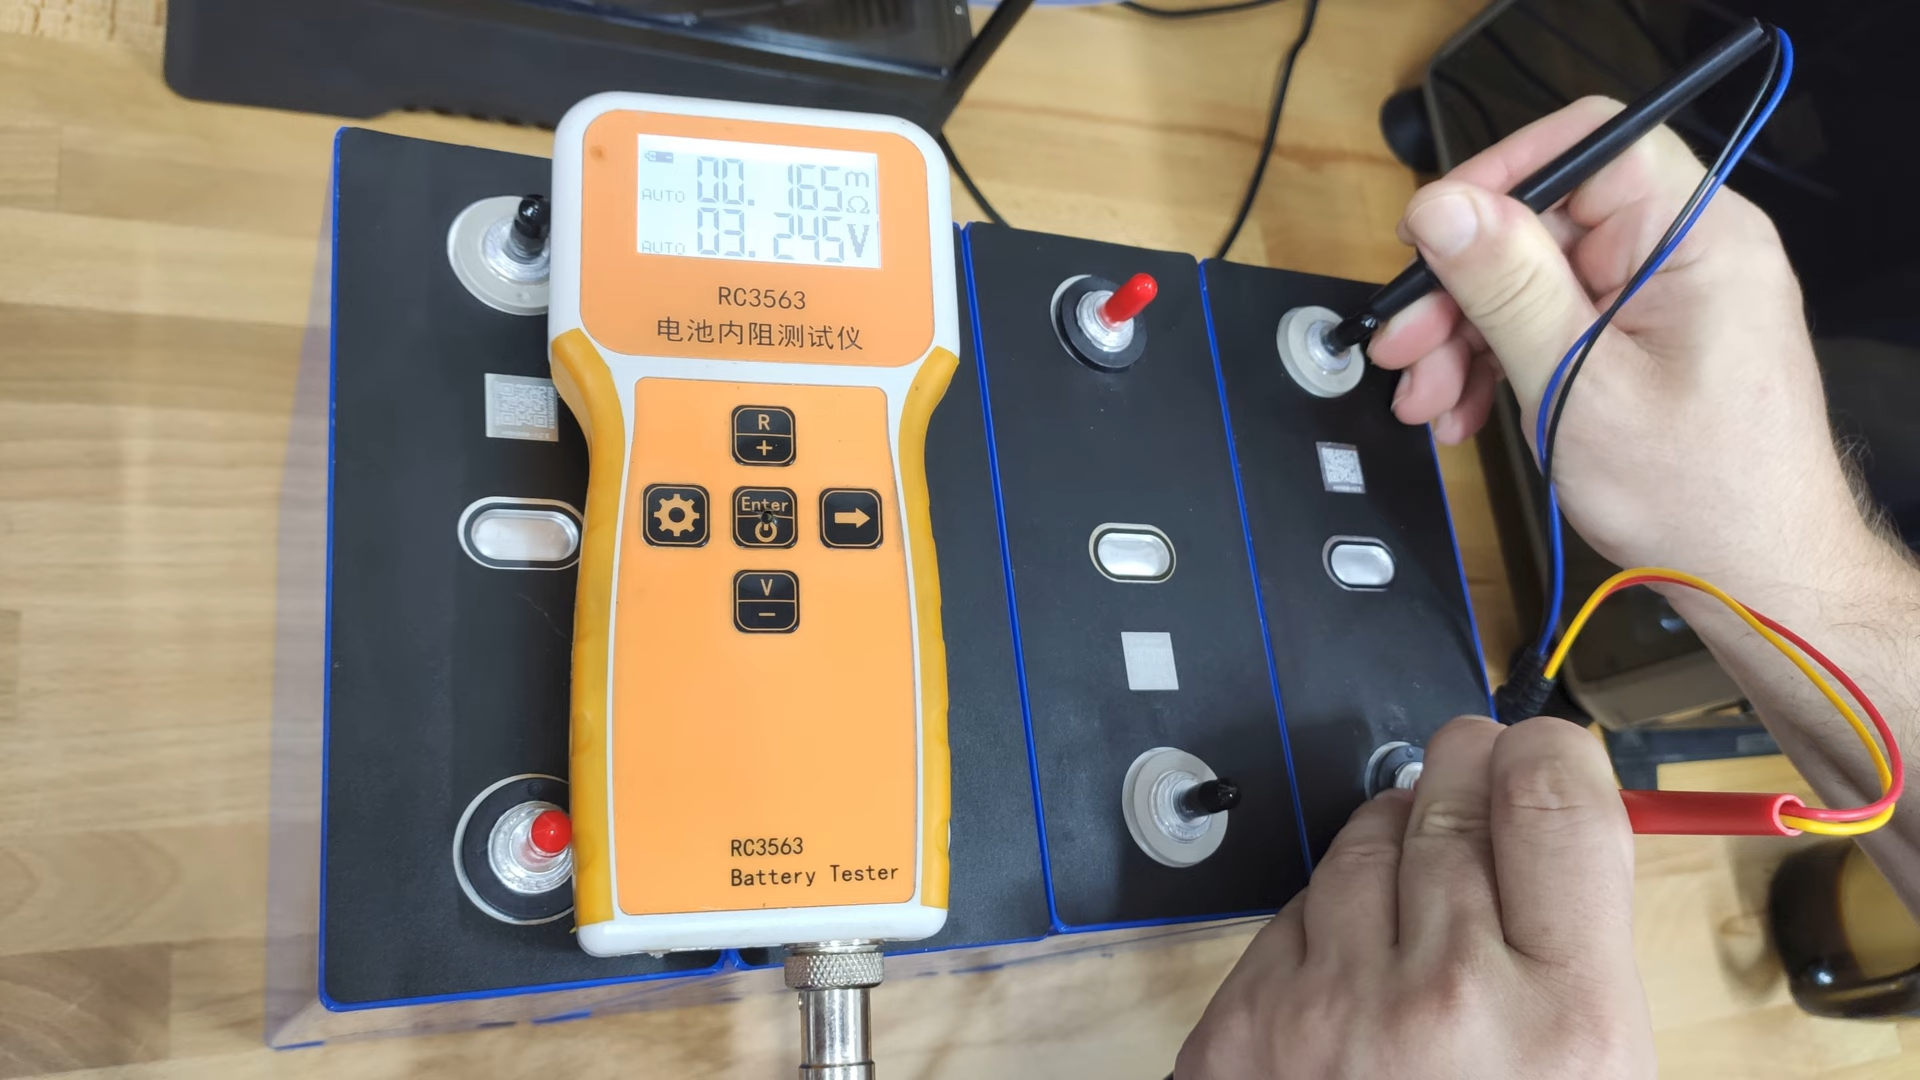 00.165mΩ
AUTO
03.245V
AUTO
RC3563
电池内阻测试仪
R
+
Enter
V
−
RC3563
Battery Tester